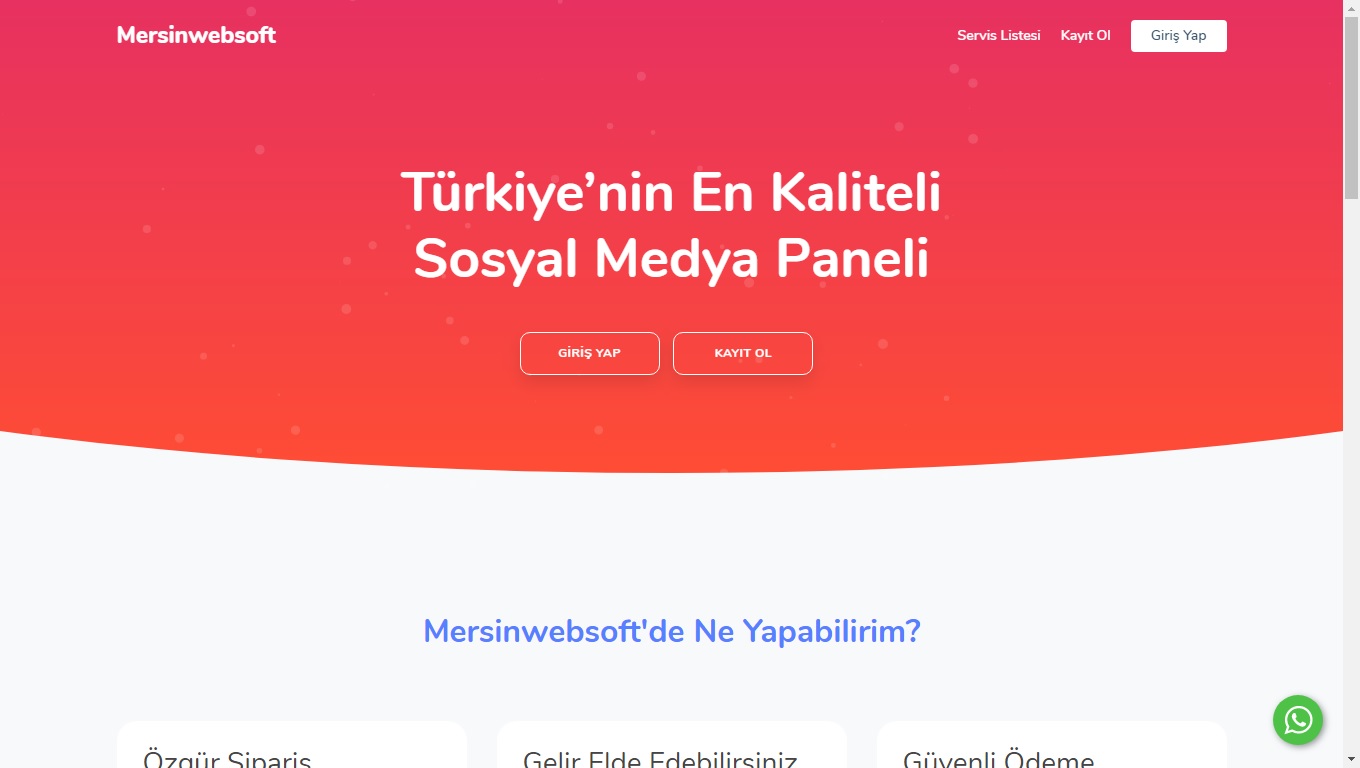 Mersinwebsoft
Servis Listesi
Kayıt Ol
Giriş Yap
Türkiye’nin En Kaliteli
Sosyal Medya Paneli
GİRİŞ YAP
KAYIT OL
Mersinwebsoft'de Ne Yapabilirim?
Özgür Sipariş
Gelir Elde Edebilirsiniz
Güvenli Ödeme